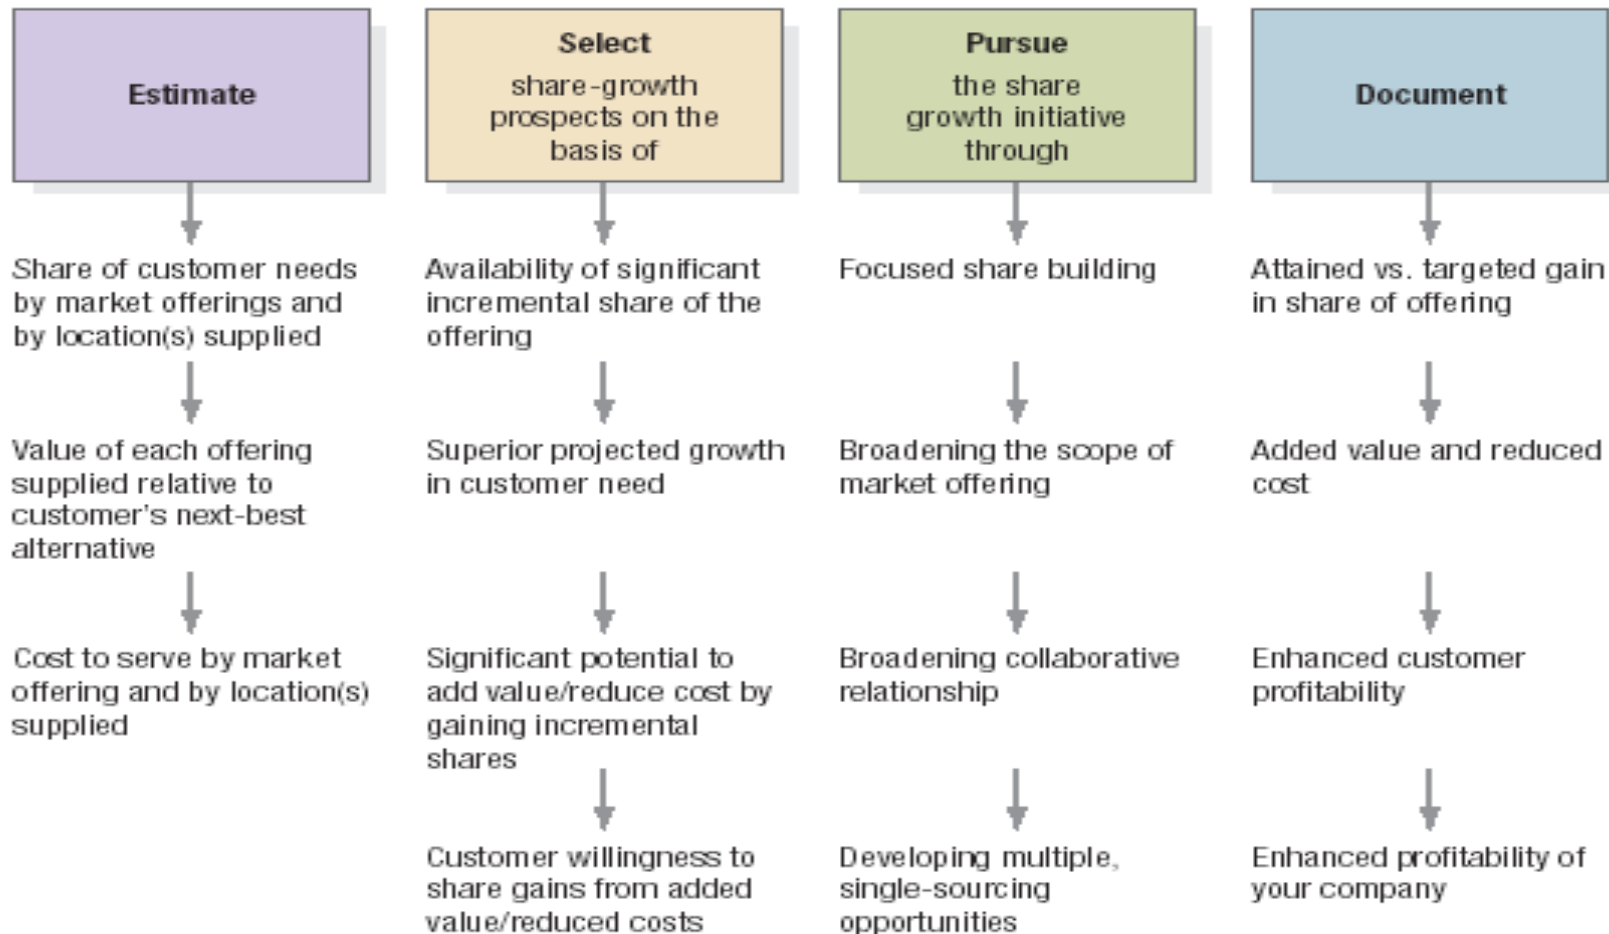 Estimate
Share of customer needs
by market offerings and
by location(s) supplied
Value of each offering
supplied relative to
customer's next-best
alternative
Cost to serve by market
offering and by location(s)
supplied
Select
share-growth
prospects on the
basis of
Availability of significant
incremental share of the
offering
Superior projected growth
in customer need
Significant potential to
add value/reduce cost by
gaining incremental
shares
Customer willingness to
share gains from added
value/reduced costs
Pursue
the share
growth initiative
through
Focused share building
Broadening the scope of
market offering
Broadening collaborative
relationship
Developing multiple,
single-sourcing
opportunities
Document
Attained vs. targeted gain
in share of offering
Added value and reduced
cost
Enhanced customer
profitability
Enhanced profitability of
your company